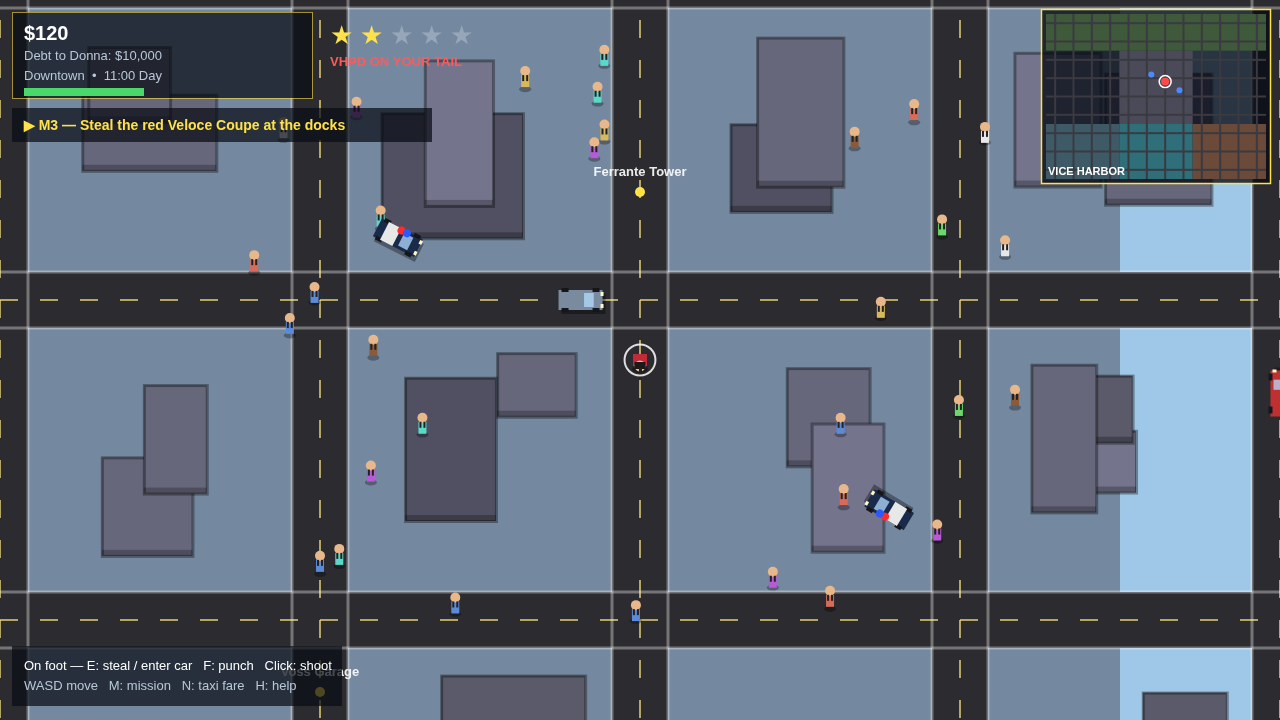 $120
Debt to Donna: $10,000
Downtown • 11:00 Day
VHPD ON YOUR TAIL
▶ M3 — Steal the red Veloce Coupe at the docks
Ferrante Tower
VICE HARBOR
Voss Garage
On foot — E: steal / enter car F: punch Click: shoot
WASD move M: mission N: taxi fare H: help